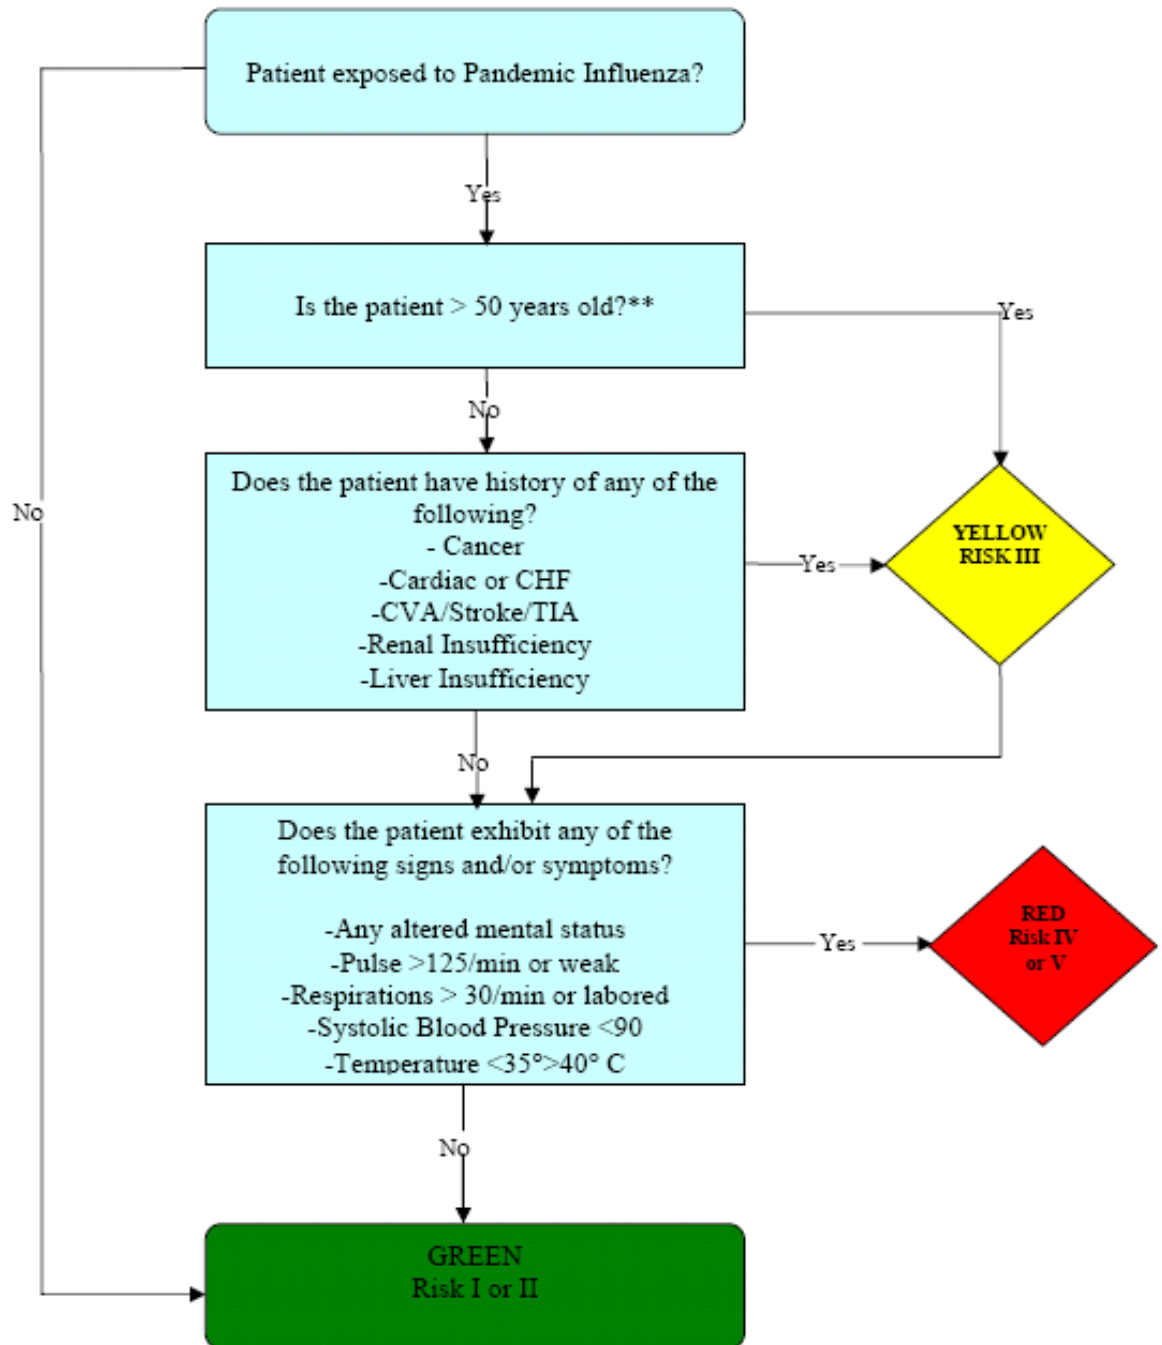 Patient exposed to Pandemic Influenza?
Yes
Is the patient > 50 years old?**
Yes
No
Does the patient have history of any of the
following?
- Cancer
-Cardiac or CHF
-CVA/Stroke/TIA
-Renal Insufficiency
-Liver Insufficiency
No
Yes
YELLOW
RISK III
No
Does the patient exhibit any of the
following signs and/or symptoms?
-Any altered mental status
-Pulse >125/min or weak
-Respirations > 30/min or labored
-Systolic Blood Pressure <90
-Temperature <35°>40° C
Yes
RED
Risk IV
or V
No
GREEN
Risk I or II